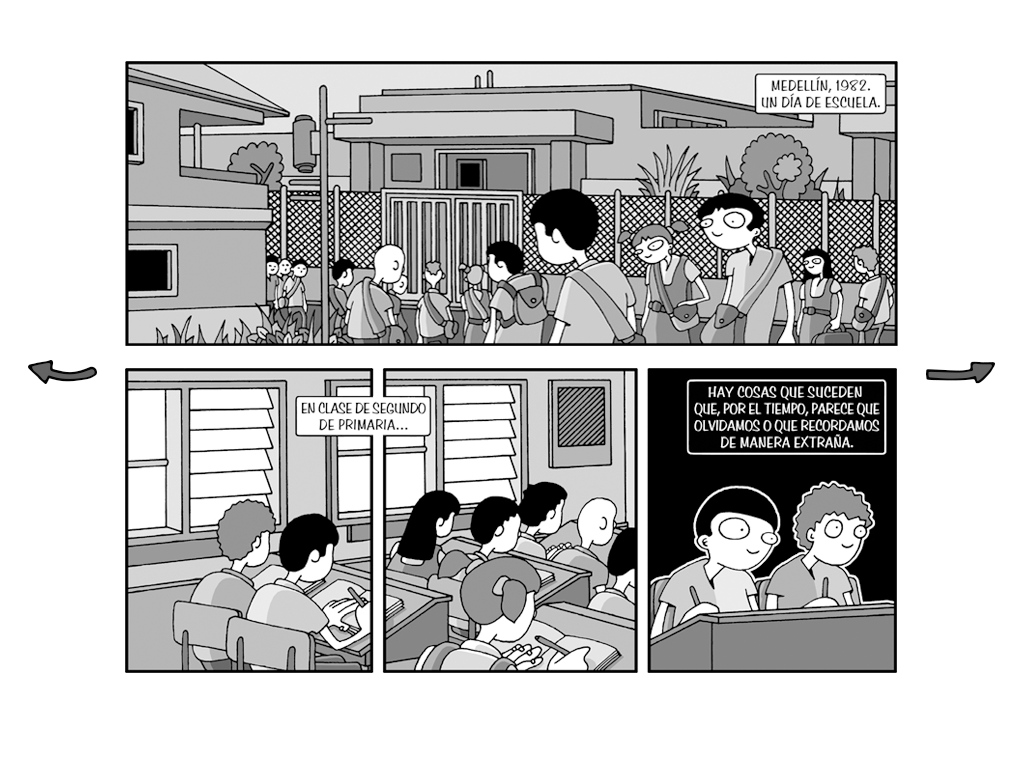 MEDELLÍN, 1982.
UN DÍA DE ESCUELA.
EN CLASE DE SEGUNDO
DE PRIMARIA...
HAY COSAS QUE SUCEDEN
QUE, POR EL TIEMPO, PARECE QUE
OLVIDAMOS O QUE RECORDAMOS
DE MANERA EXTRAÑA.